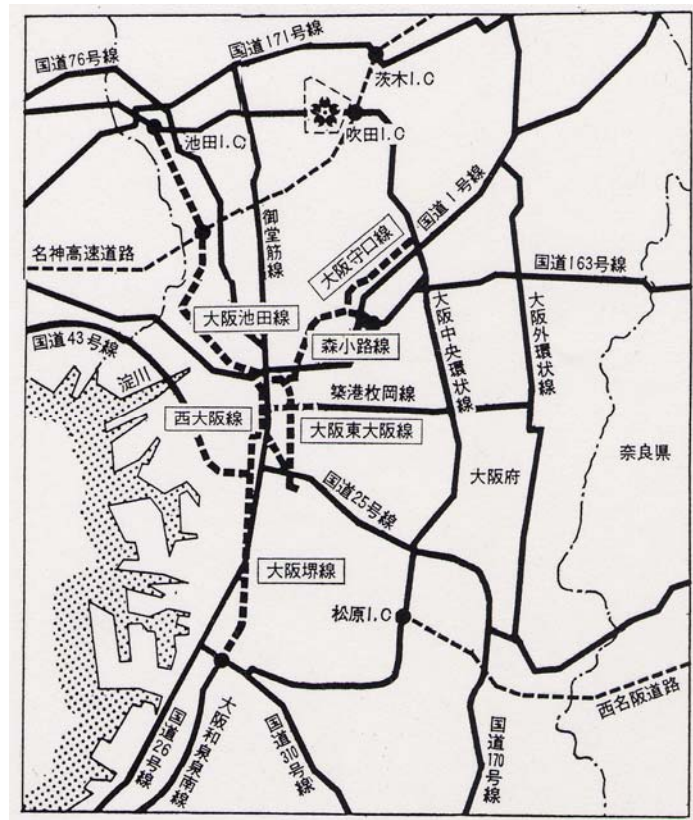 国道171号線
国道76号線
茨木I.C
池田I.C
吹田I.C
御堂筋線
国道1号線
大阪守口線
名神高速道路
国道163号線
大阪池田線
大阪中央環状線
大阪外環状線
国道43号線
森小路線
淀川
築港枚岡線
西大阪線
大阪東大阪線
奈良県
大阪府
国道25号線
大阪堺線
松原I.C
西名阪道路
国道26号線
大阪和泉泉南線
国道310号線
国道170号線